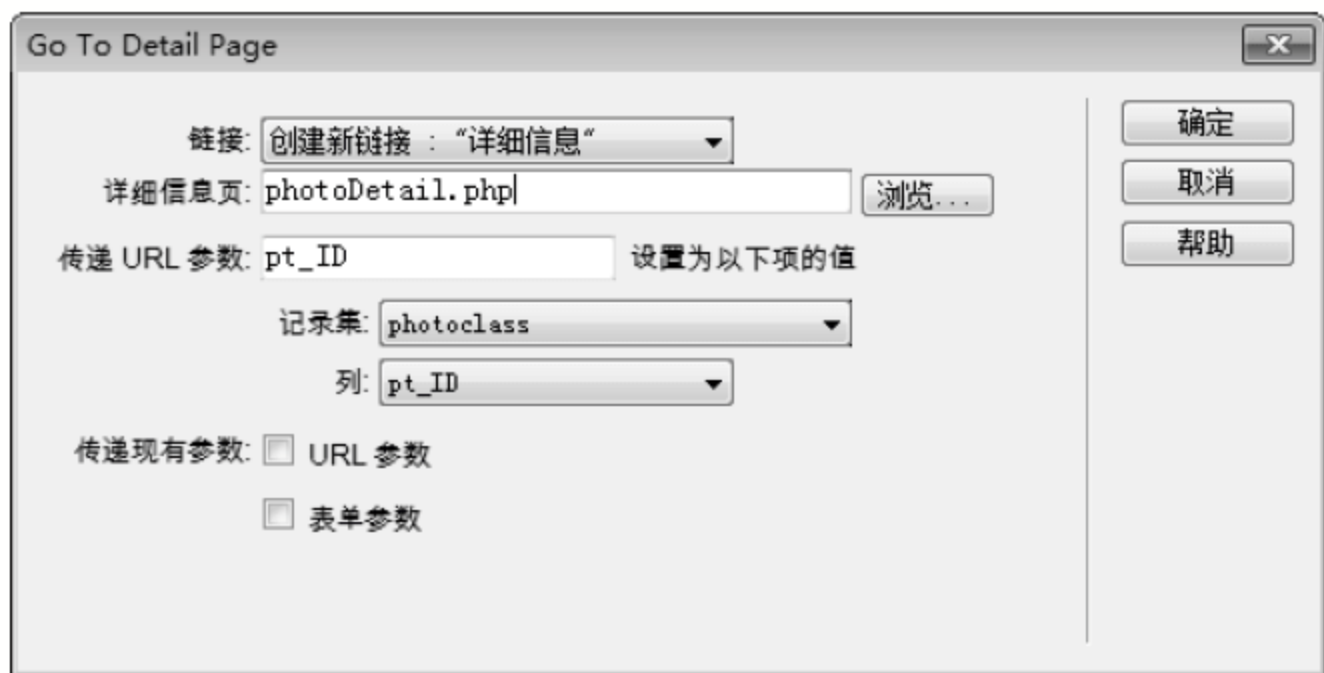 Go To Detail Page
链接: 创建新链接 : “详细信息“
确定
详细信息页: photoDetail.php
浏览...
取消
传递 URL 参数: pt_ID 设置为以下项的值
帮助
记录集: photoclass
列: pt_ID
传递现有参数: URL 参数
表单参数